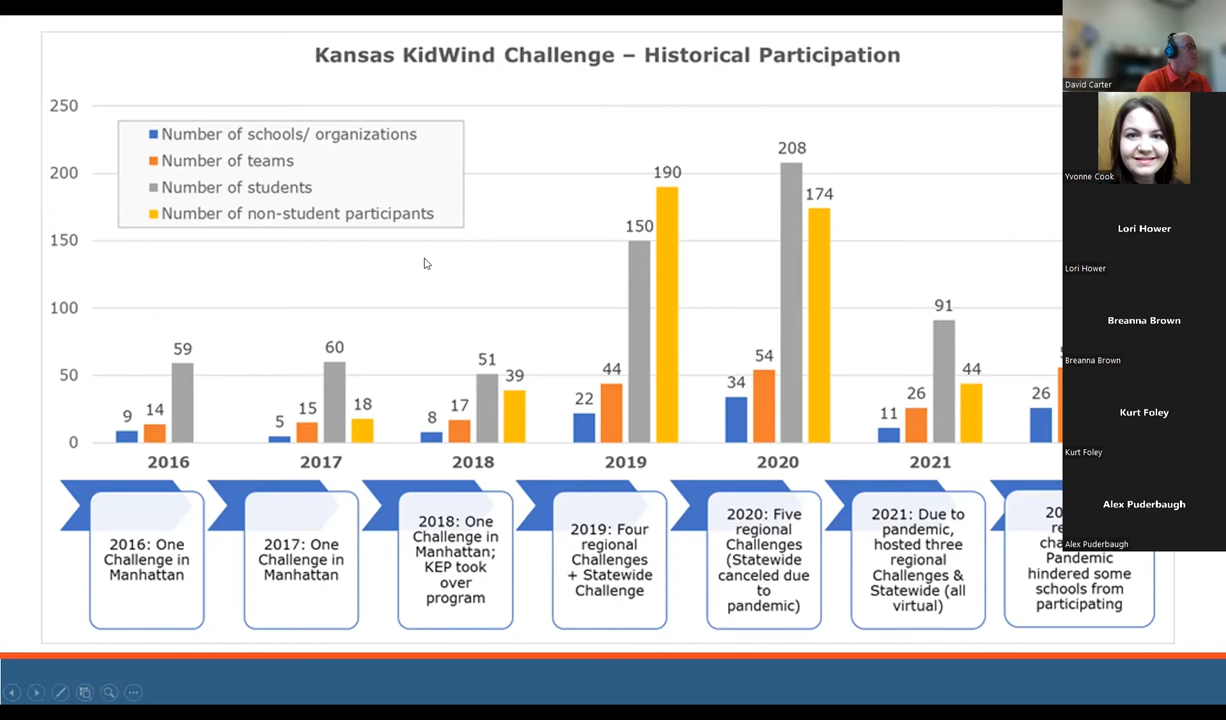 Kansas KidWind Challenge – Historical Participation
250
200
150
100
50
0
Number of schools/ organizations
Number of teams
Number of students
Number of non-student participants
9
14
59
5
15
60
18
8
17
51
39
22
44
150
190
34
54
208
174
11
26
91
44
26
2016
2017
2018
2019
2020
2021
2016: One
Challenge in
Manhattan
2017: One
Challenge in
Manhattan
2018: One
Challenge in
Manhattan;
KEP took
over
program
2019: Four
regional
Challenges
+ Statewide
Challenge
2020: Five
regional
Challenges
(Statewide
canceled due
to
pandemic)
2021: Due to
pandemic,
hosted three
regional
Challenges &
Statewide (all
virtual)
Pandemic
hindered some
schools from
participating
David Carter
Yvonne Cook
Lori Hower
Lori Hower
Breanna Brown
Breanna Brown
Kurt Foley
Kurt Foley
Alex Puderbaugh
Alex Puderbaugh